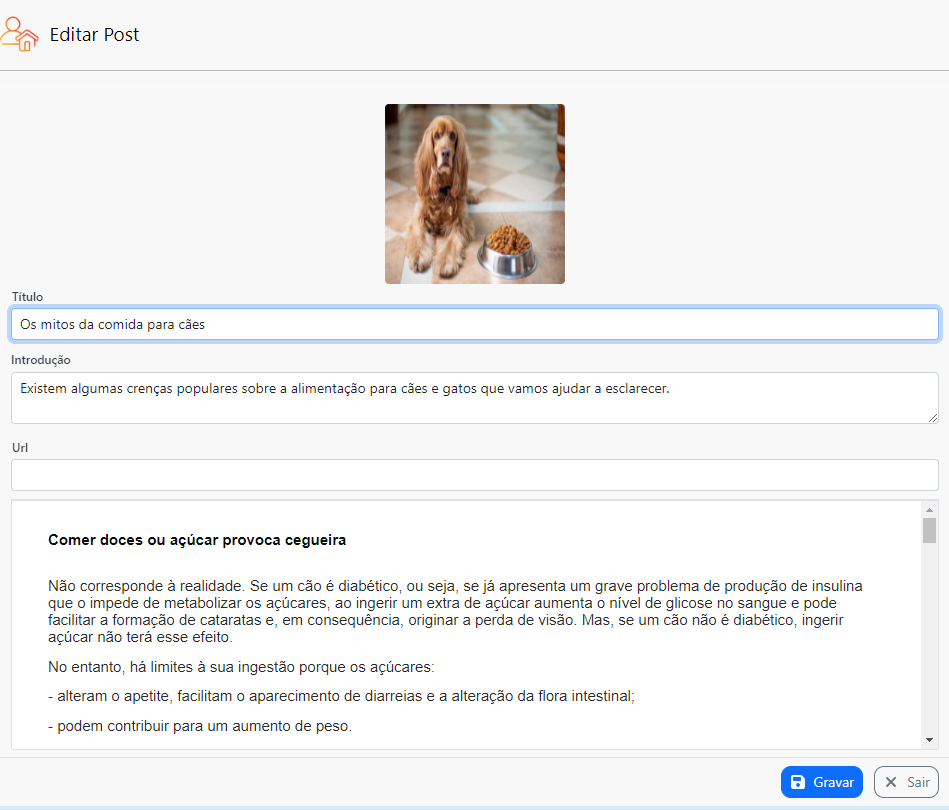 Editar Post
Título
Os mitos da comida para cães
Introdução
Existem algumas crenças populares sobre a alimentação para cães e gatos que vamos ajudar a esclarecer.
Url
Comer doces ou açúcar provoca cegueira
Não corresponde à realidade. Se um cão é diabético, ou seja, se já apresenta um grave problema de produção de insulina
que o impede de metabolizar os açúcares, ao ingerir um extra de açúcar aumenta o nível de glicose no sangue e pode
facilitar a formação de cataratas e, em consequência, originar a perda de visão. Mas, se um cão não é diabético, ingerir
açúcar não terá esse efeito.
No entanto, há limites à sua ingestão porque os açúcares:
- alteram o apetite, facilitam o aparecimento de diarreias e a alteração da flora intestinal;
- podem contribuir para um aumento de peso.
Gravar
Sair